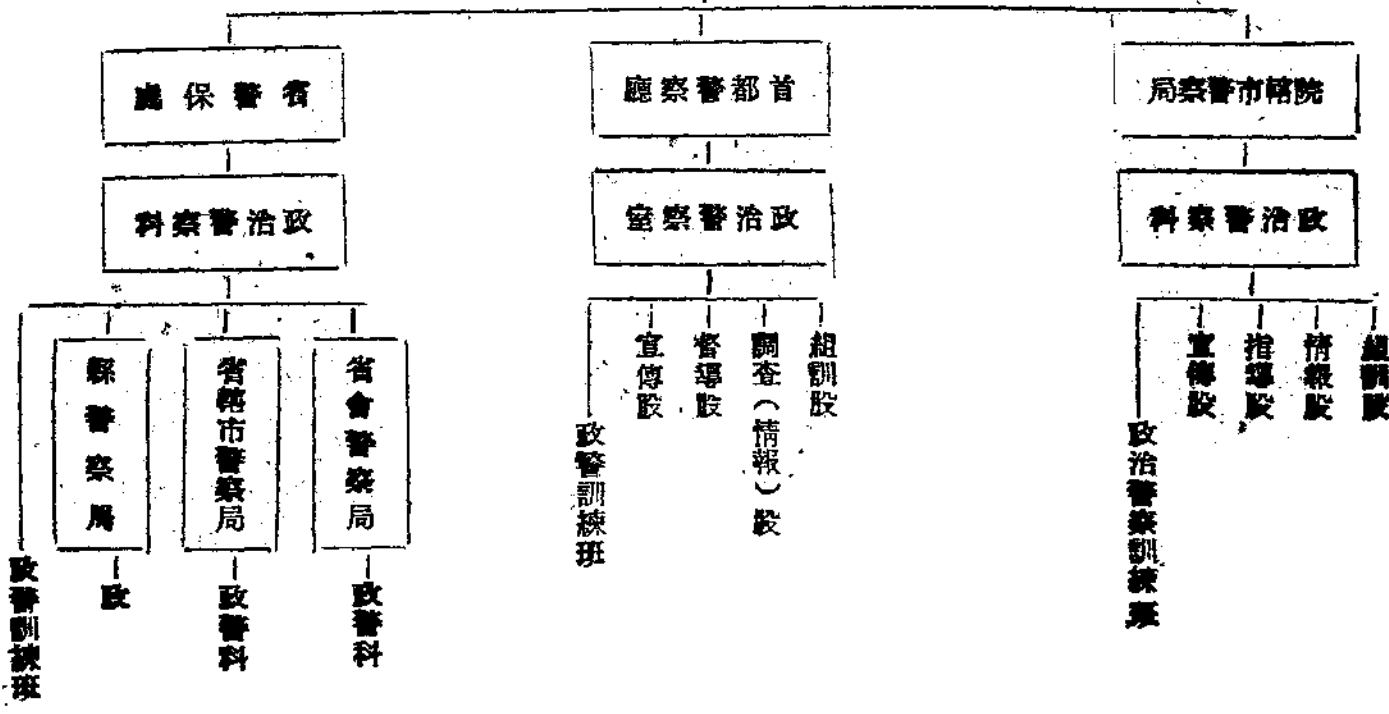 院轄市警察局
首都警察廳
省警保處
政治警察科
政治警察室
政治警察科
組訓股
情報股
指導股
宣傳股
政治警察訓練班
組訓股
調查（情報）股
督導股
宣傳股
政警訓練班
省會警察局
省轄市警察局
縣警察局
政警科
政警科
政
政警訓練班